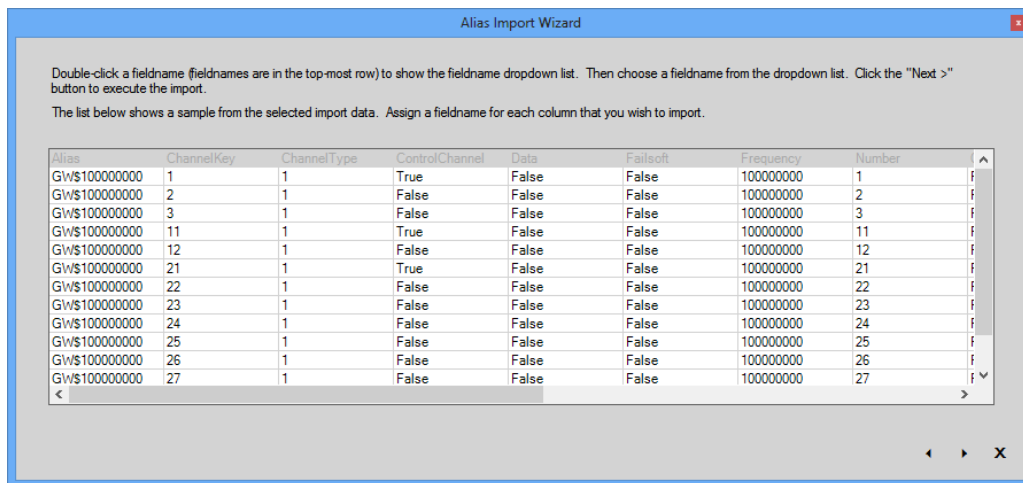 Alias Import Wizard
x
Double-click a fieldname (fieldnames are in the top-most row) to show the fieldname dropdown list. Then choose a fieldname from the dropdown list. Click the "Next >"
button to execute the import.
The list below shows a sample from the selected import data. Assign a fieldname for each column that you wish to import.
Alias ChannelKey ChannelType ControlChannel Data Failsoft Frequency Number
GW$100000000 1 1 True False False 100000000 1
GW$100000000 2 1 False False False 100000000 2
GW$100000000 3 1 False False False 100000000 3
GW$100000000 11 1 True False False 100000000 11
GW$100000000 12 1 False False False 100000000 12
GW$100000000 21 1 True False False 100000000 21
GW$100000000 22 1 False False False 100000000 22
GW$100000000 23 1 False False False 100000000 23
GW$100000000 24 1 False False False 100000000 24
GW$100000000 25 1 False False False 100000000 25
GW$100000000 26 1 False False False 100000000 26
GW$100000000 27 1 False False False 100000000 27
X